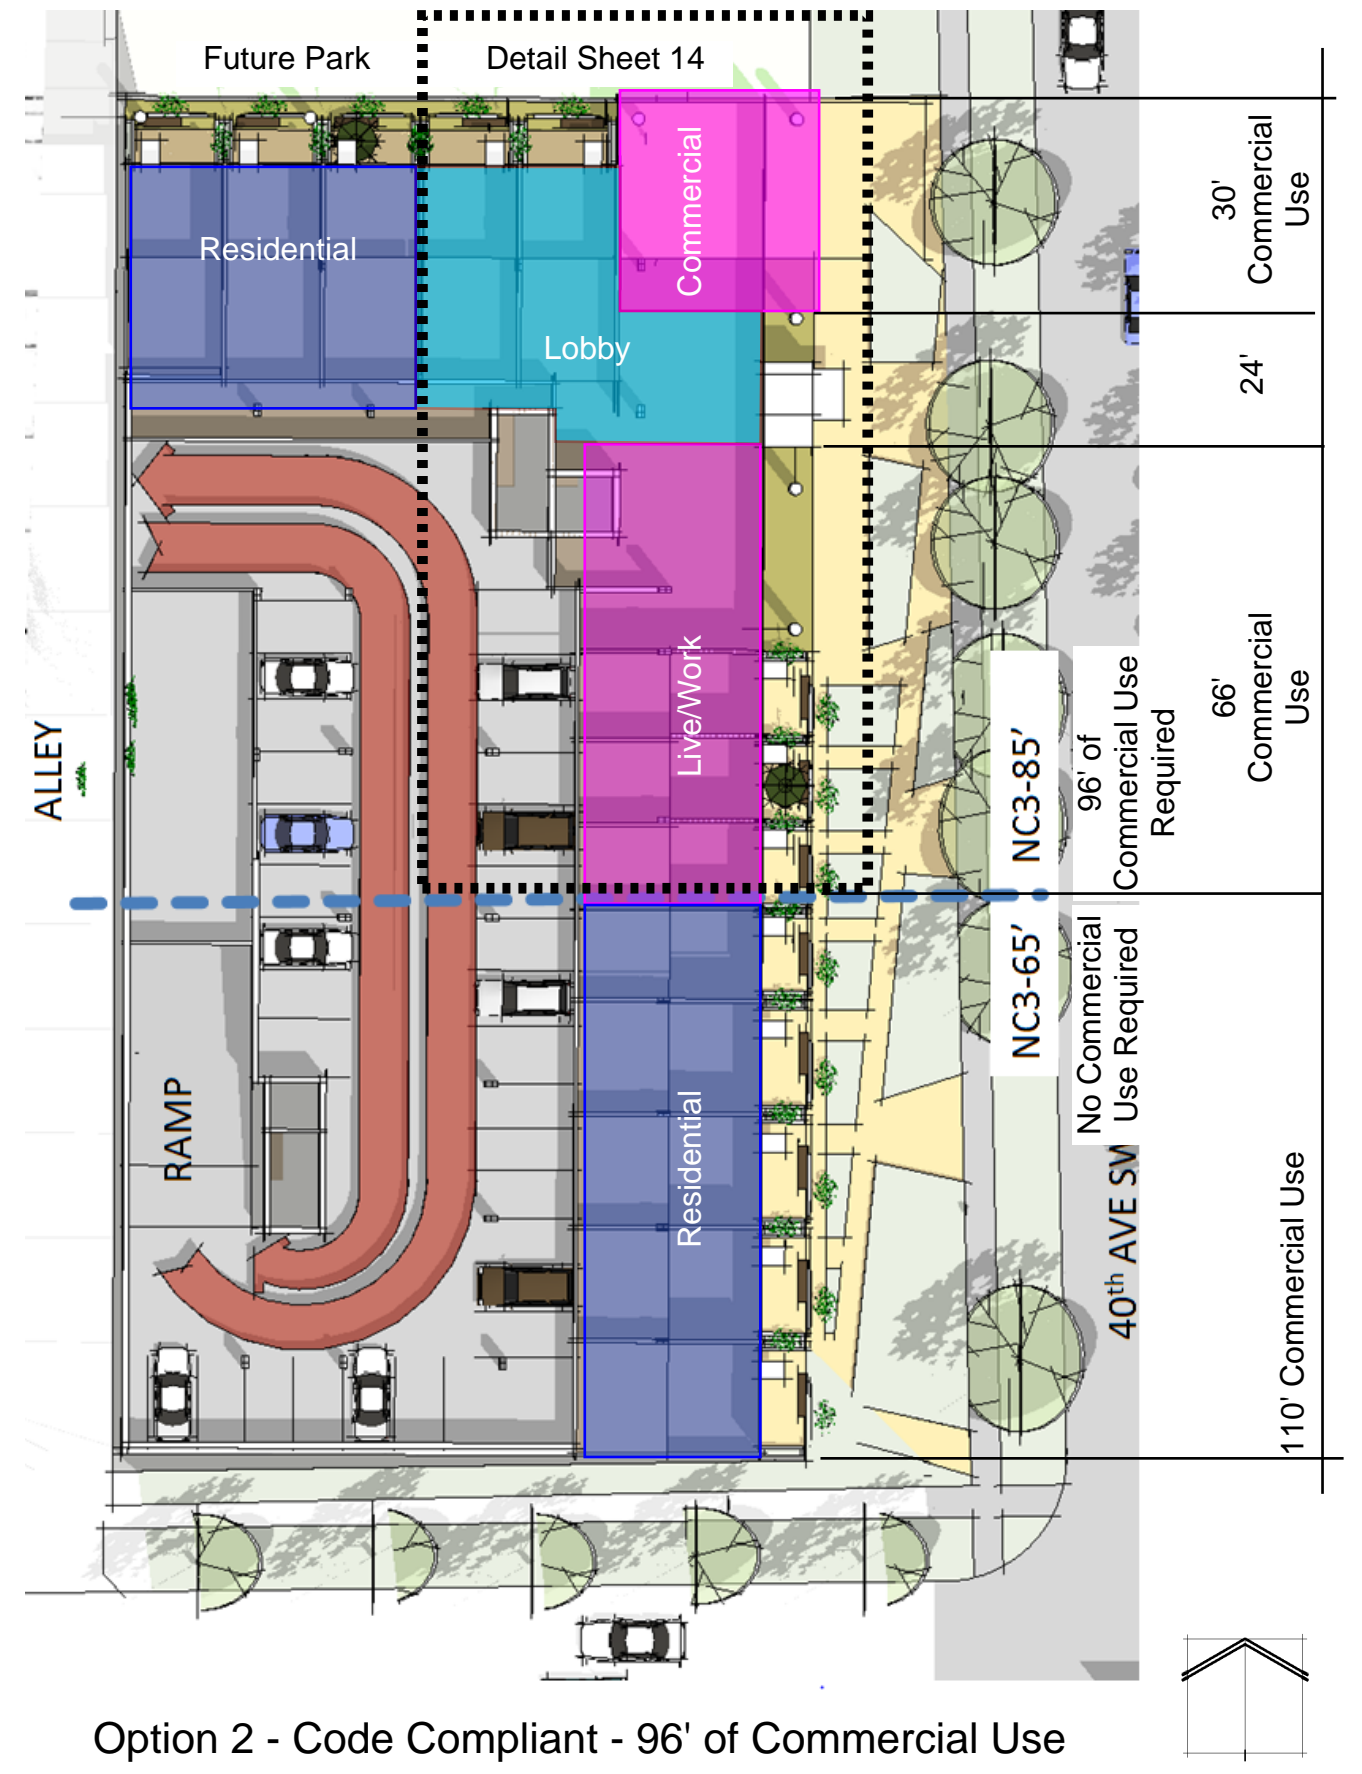 Future Park
Detail Sheet 14
Commercial
30'
Commercial
Use
Residential
Lobby
24'
Live/Work
66'
Commercial
Use
ALLEY
NC3-85’
96' of
Commercial Use
Required
NC3-65’
No Commercial
Use Required
RAMP
Residential
40th AVE SW
110' Commercial Use
Option 2 - Code Compliant - 96' of Commercial Use